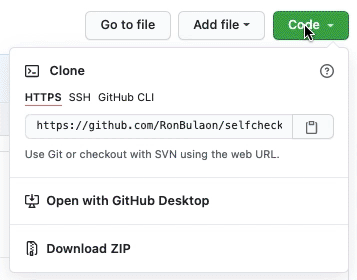 Go to file Add file Code
Clone
HTTPS SSH GitHub CLI
https://github.com/RonBulaon/selfcheck
Use Git or checkout with SVN using the web URL.
Open with GitHub Desktop
Download ZIP